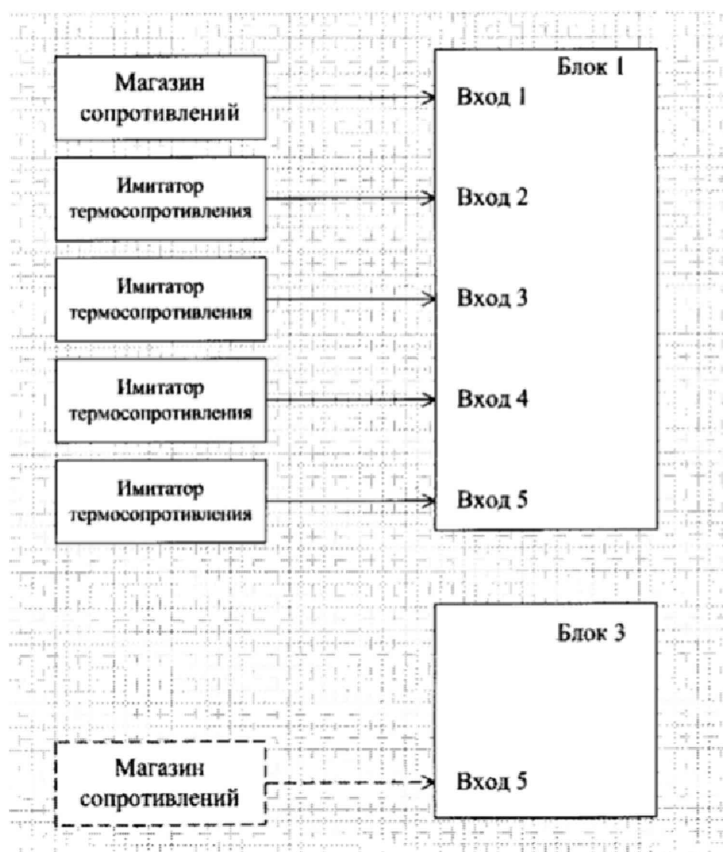 Блок 1
Магазин
сопротивлений
Вход 1
Имитатор
термосопротивления
Вход 2
Имитатор
термосопротивления
Вход 3
Имитатор
термосопротивления
Вход 4
Имитатор
термосопротивления
Вход 5
Блок 3
Магазин
сопротивлений
Вход 5